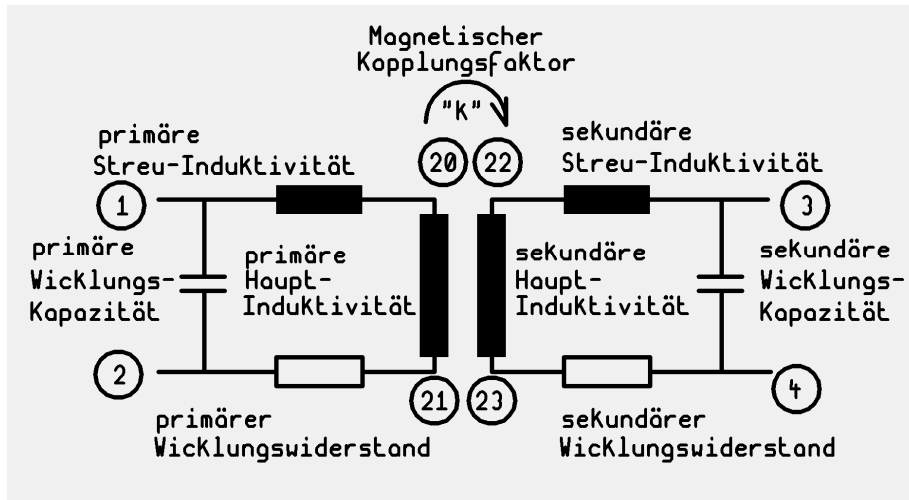 Magnetischer
Kopplungsfaktor
"K"
primäre
Streu-Induktivität
20
22
sekundäre
Streu-Induktivität
1
3
primäre
Wicklungs-
Kapazität
primäre
Haupt-
Induktivität
sekundäre
Haupt-
Induktivität
sekundäre
Wicklungs-
Kapazität
2
21
23
4
primärer
Wicklungswiderstand
sekundärer
Wicklungswiderstand